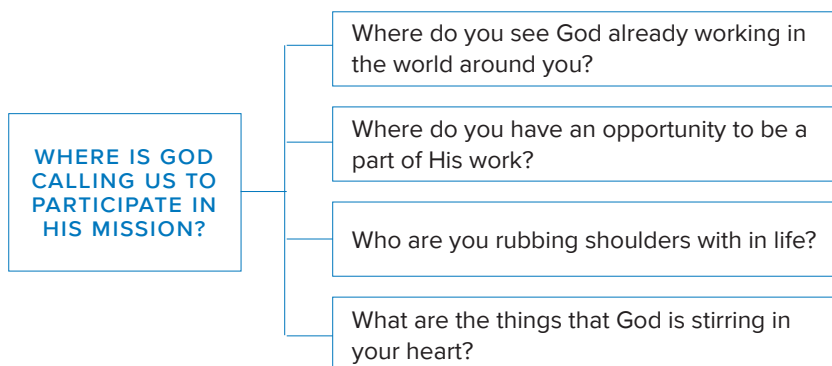 WHERE IS GOD
CALLING US TO
PARTICIPATE IN
HIS MISSION?
Where do you see God already working in
the world around you?
Where do you have an opportunity to be a
part of His work?
Who are you rubbing shoulders with in life?
What are the things that God is stirring in
your heart?